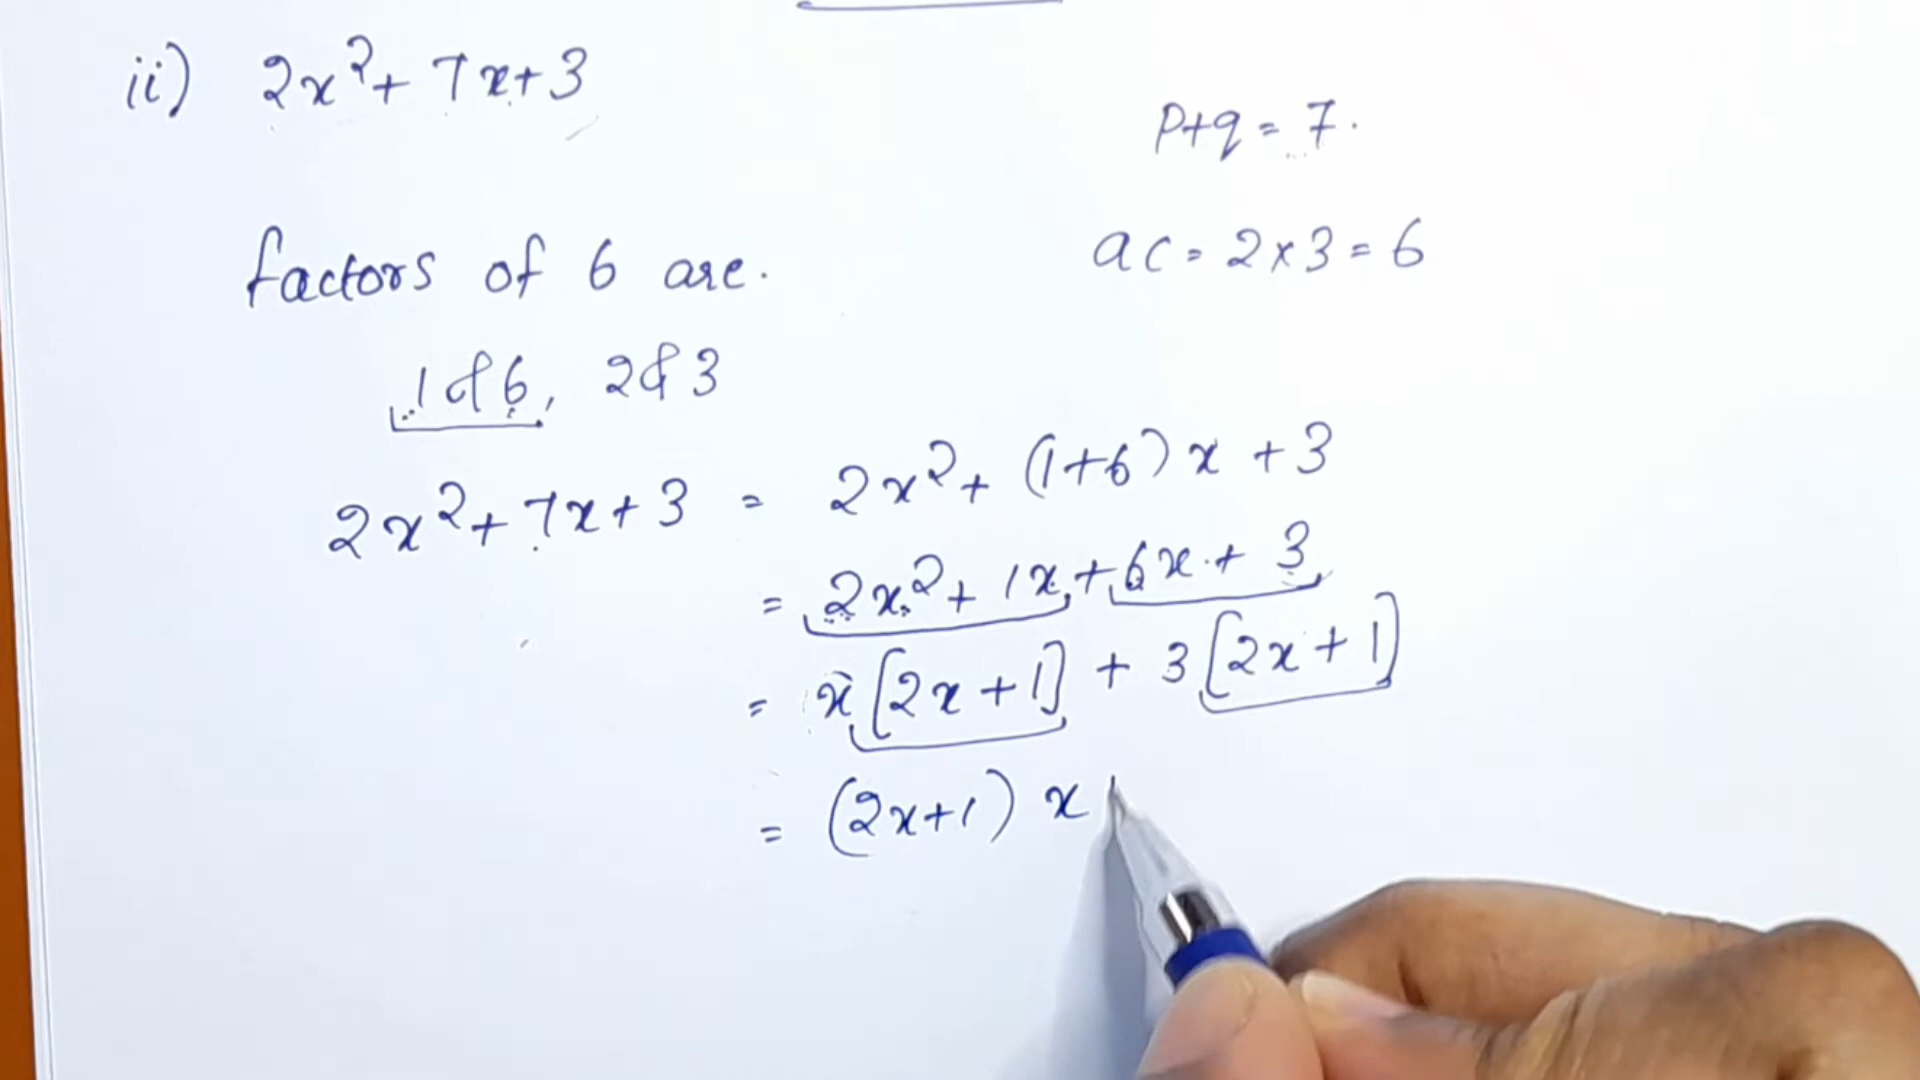 ii) 2x² + 7x + 3
p+q = 7.
factors of 6 are.
ac = 2 × 3 = 6
1 & 6, 2 & 3
2x² + 7x + 3 = 2x² + (1+6) x + 3
= 2x² + 1x + 6x + 3
= x [2x + 1] + 3 [2x + 1]
= (2x+1) x